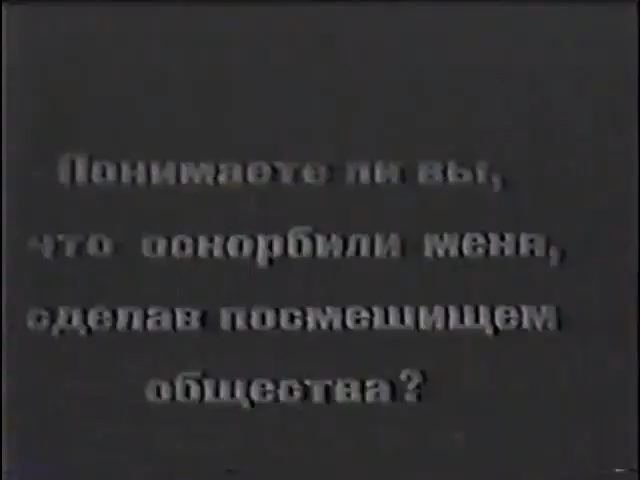 Понимаете ли вы,
что оскорбили меня,
сделав посмешищем
общества?